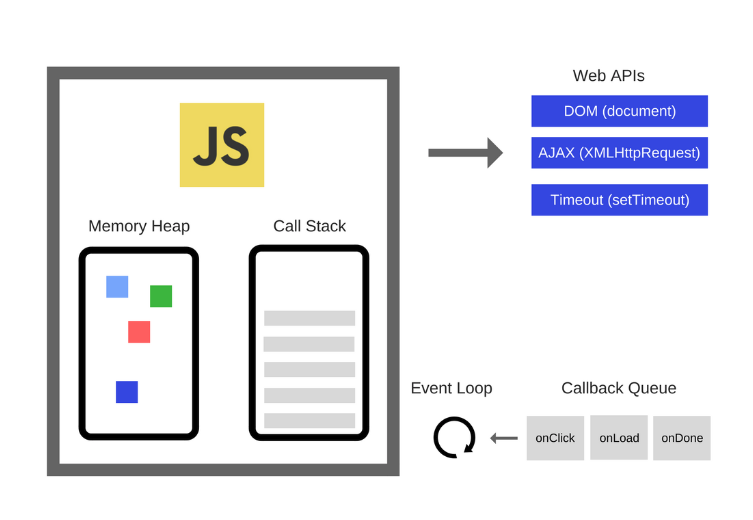 Web APIs
DOM (document)
JS
AJAX (XMLHttpRequest)
Timeout (setTimeout)
Memory Heap
Call Stack
Event Loop
Callback Queue
onClick
onLoad
onDone